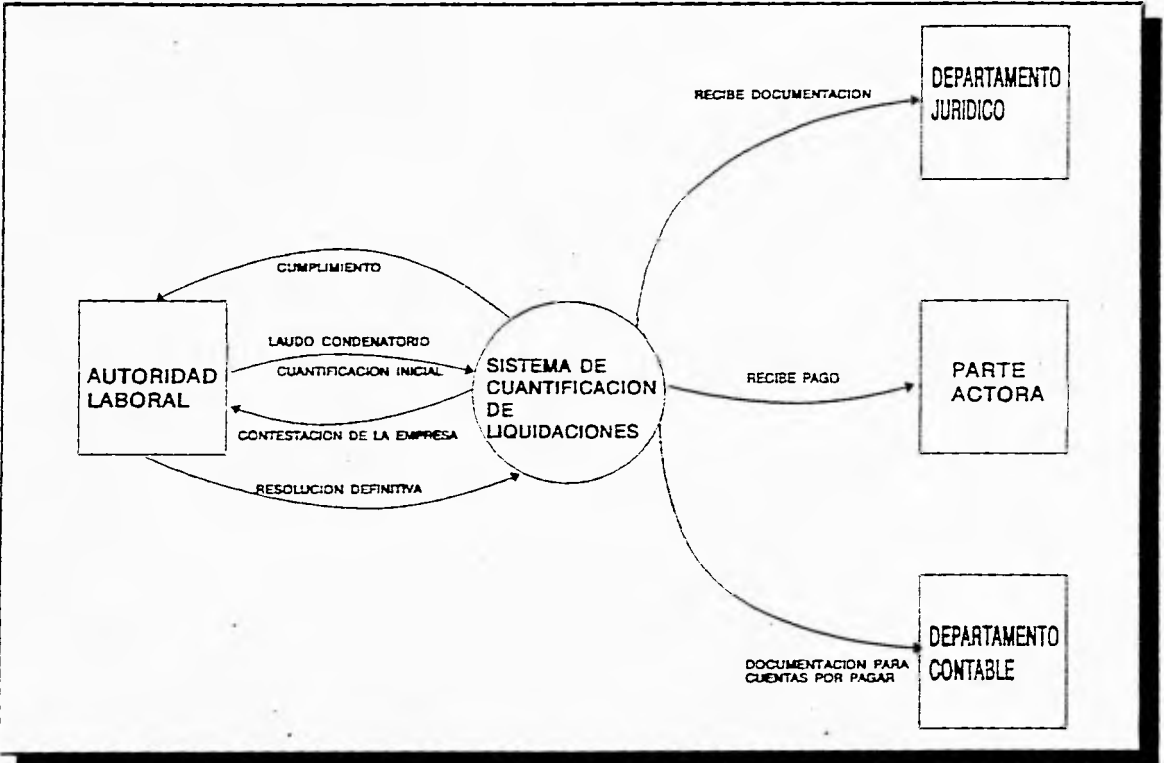 DEPARTAMENTO
JURIDICO
RECIBE DOCUMENTACION
CUMPLIMIENTO
LAUDO CONDENATORIO
CUANTIFICACION INICIAL
AUTORIDAD
LABORAL
SISTEMA DE
CUANTIFICACION
DE
LIQUIDACIONES
RECIBE PAGO
PARTE
ACTORA
CONTESTACION DE LA EMPRESA
RESOLUCION DEFINITIVA
DOCUMENTACION PARA
CUENTAS POR PAGAR
DEPARTAMENTO
CONTABLE